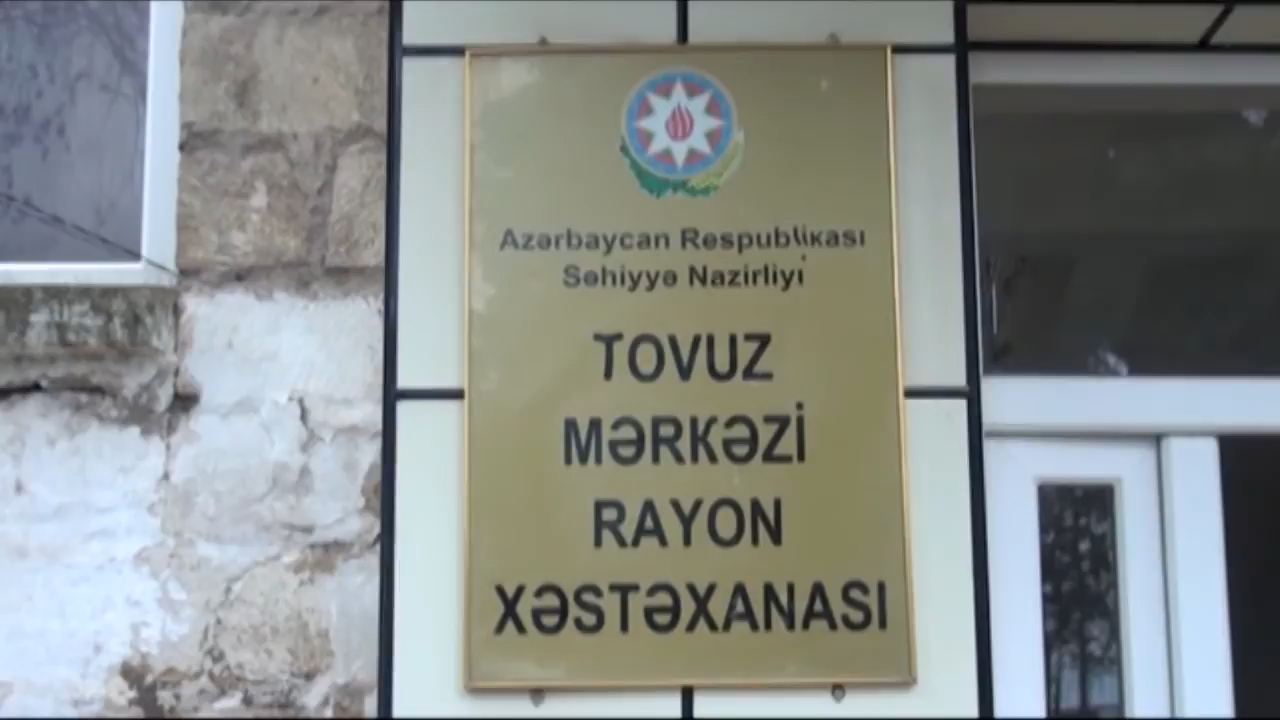 Azərbaycan Respublikası
Səhiyyə Nazirliyi
TOVUZ
MƏRKƏZİ
RAYON
XƏSTƏXANASI